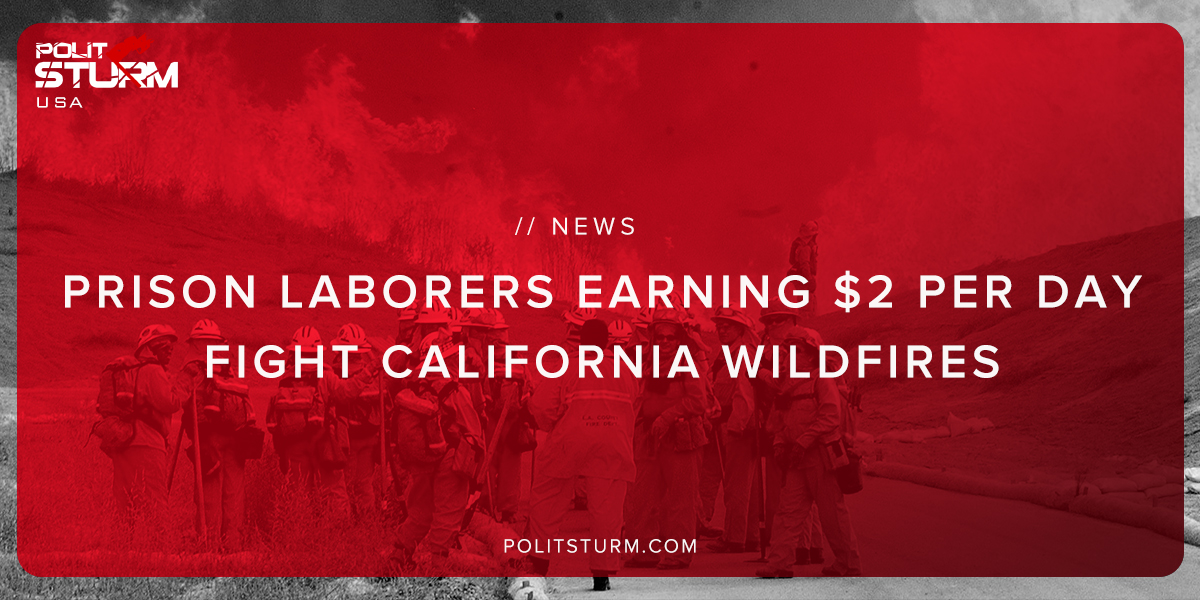 POLIT
STURM
USA
// NEWS
PRISON LABORERS EARNING $2 PER DAY
FIGHT CALIFORNIA WILDFIRES
POLITSTURM.COM